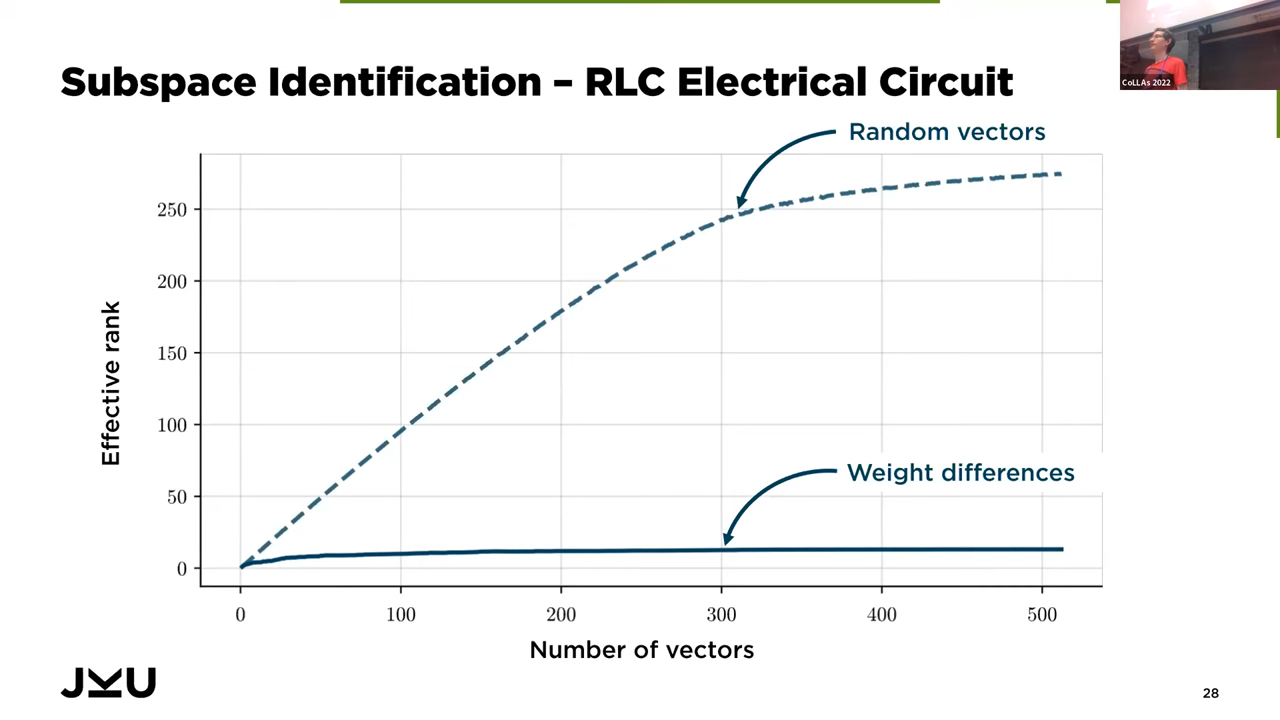 Subspace Identification – RLC Electrical Circuit
CoLLAs 2022
Random vectors
Weight differences
Effective rank
250
200
150
100
50
0
0 100 200 300 400 500
Number of vectors
JKU
28